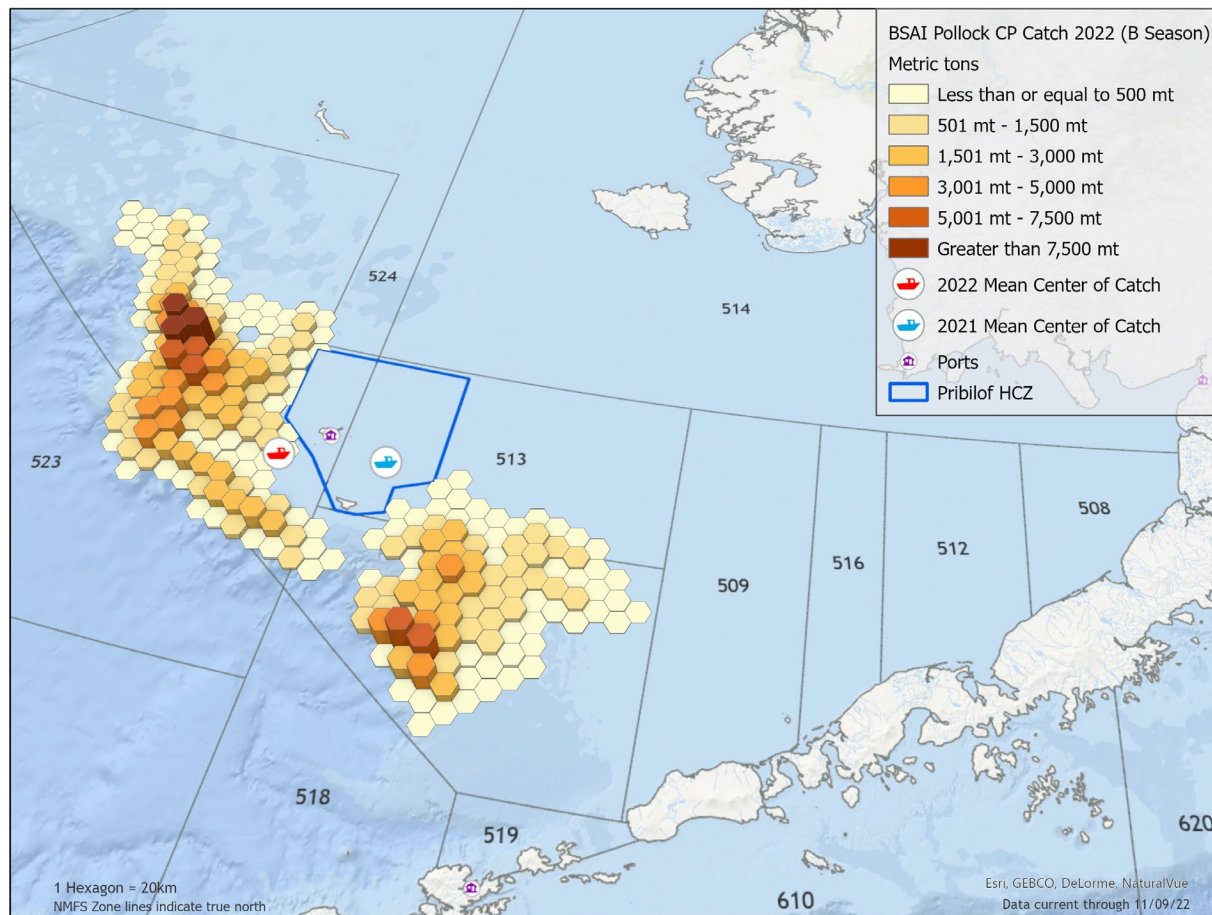 BSAI Pollock CP Catch 2022 (B Season)
Metric tons
Less than or equal to 500 mt
501 mt - 1,500 mt
1,501 mt - 3,000 mt
3,001 mt - 5,000 mt
5,001 mt - 7,500 mt
Greater than 7,500 mt
2022 Mean Center of Catch
2021 Mean Center of Catch
Ports
Pribilof HCZ
524
514
523
513
508
516
512
509
518
519
620
610
1 Hexagon = 20km
NMFS Zone lines indicate true north
Esri, GEBCO, DeLorme, NaturalVue
Data current through 11/09/22